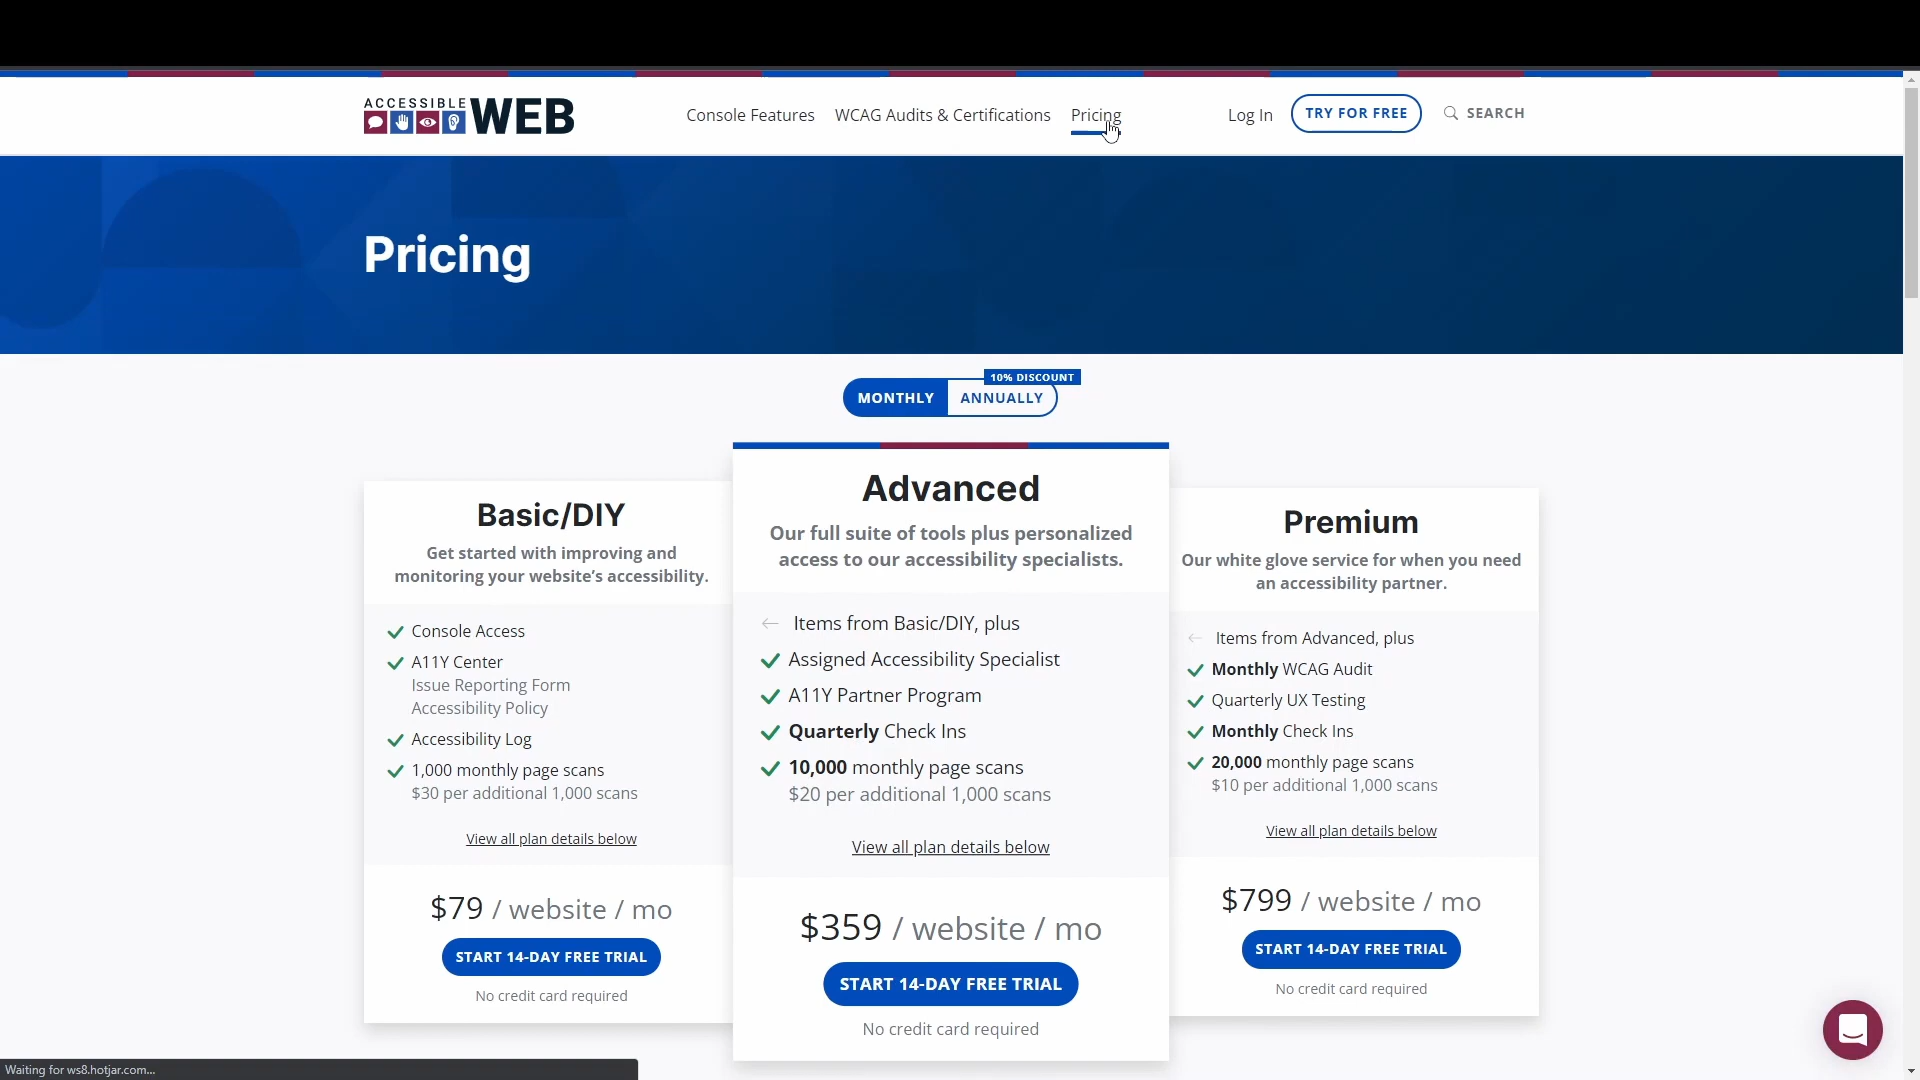 ACCESSIBLE
WEB
Console Features
WCAG Audits & Certifications
Pricing
Log In
TRY FOR FREE
SEARCH
Pricing
10% DISCOUNT
MONTHLY
ANNUALLY
Basic/DIY
Get started with improving and
monitoring your website’s accessibility.
Console Access
A11Y Center
Issue Reporting Form
Accessibility Policy
Accessibility Log
1,000 monthly page scans
$30 per additional 1,000 scans
View all plan details below
$79 / website / mo
START 14-DAY FREE TRIAL
No credit card required
Advanced
Our full suite of tools plus personalized
access to our accessibility specialists.
Items from Basic/DIY, plus
Assigned Accessibility Specialist
A11Y Partner Program
Quarterly Check Ins
10,000 monthly page scans
$20 per additional 1,000 scans
View all plan details below
$359 / website / mo
START 14-DAY FREE TRIAL
No credit card required
Premium
Our white glove service for when you need
an accessibility partner.
Items from Advanced, plus
Monthly WCAG Audit
Quarterly UX Testing
Monthly Check Ins
20,000 monthly page scans
$10 per additional 1,000 scans
View all plan details below
$799 / website / mo
START 14-DAY FREE TRIAL
No credit card required
Waiting for ws8.hotjar.com...